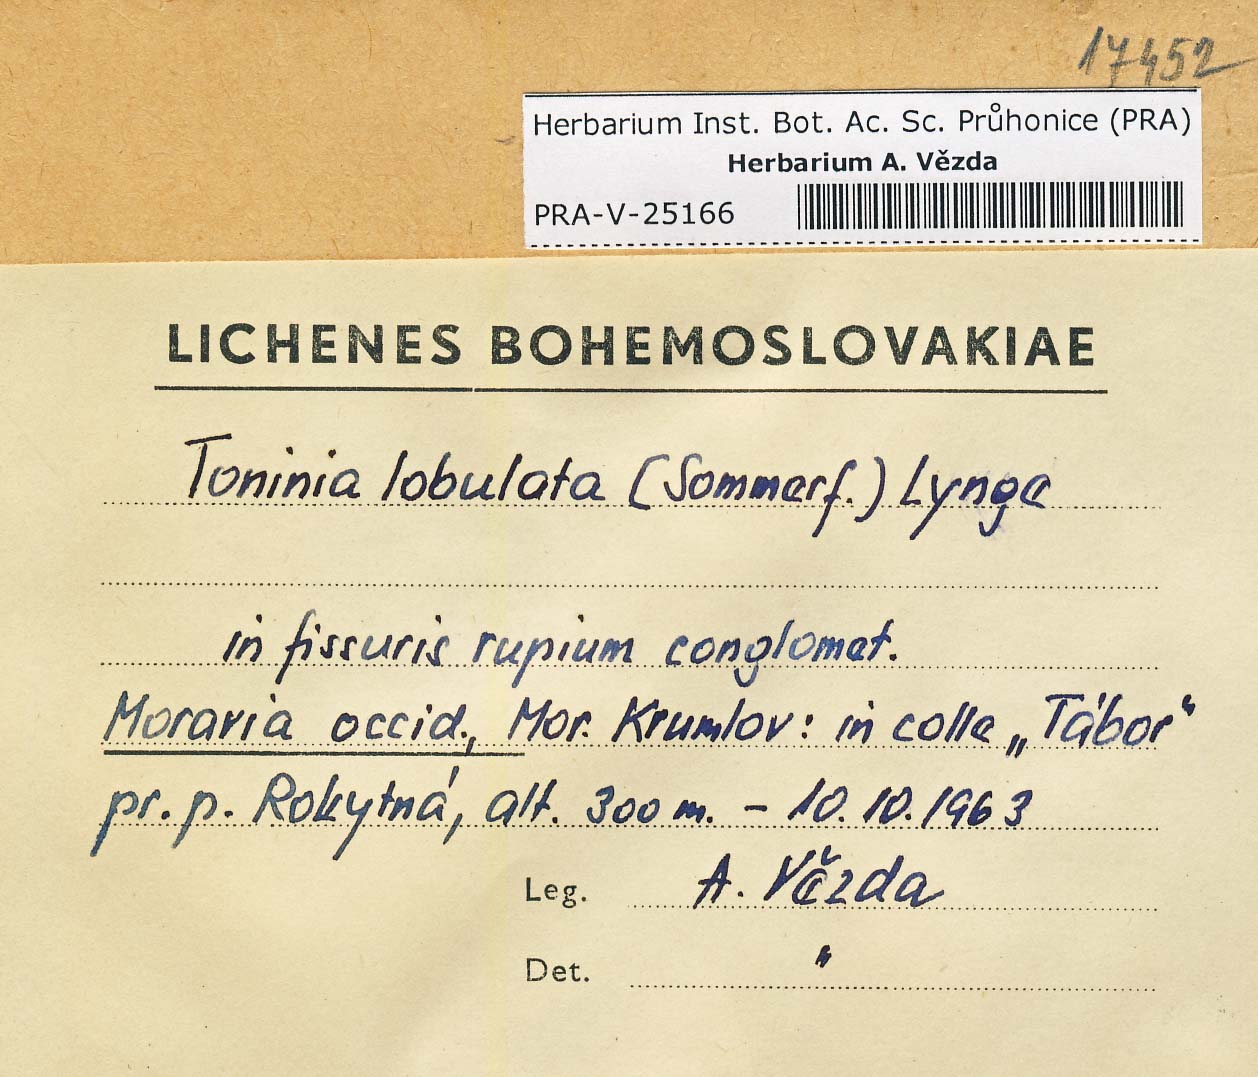 17452
Herbarium Inst. Bot. Ac. Sc. Průhonice (PRA)
Herbarium A. Vězda
PRA-V-25166
LICHENES BOHEMOSLOVAKIAE
Toninia lobulata (Sommerf.) Lynge
in fissuris rupium conglomat.
Moravia occid., Mor. Krumlov: in colle „Tábor"
pr. p. Rokytná, alt. 300 m. – 10.10.1963
Leg. A. Vězda
Det. "